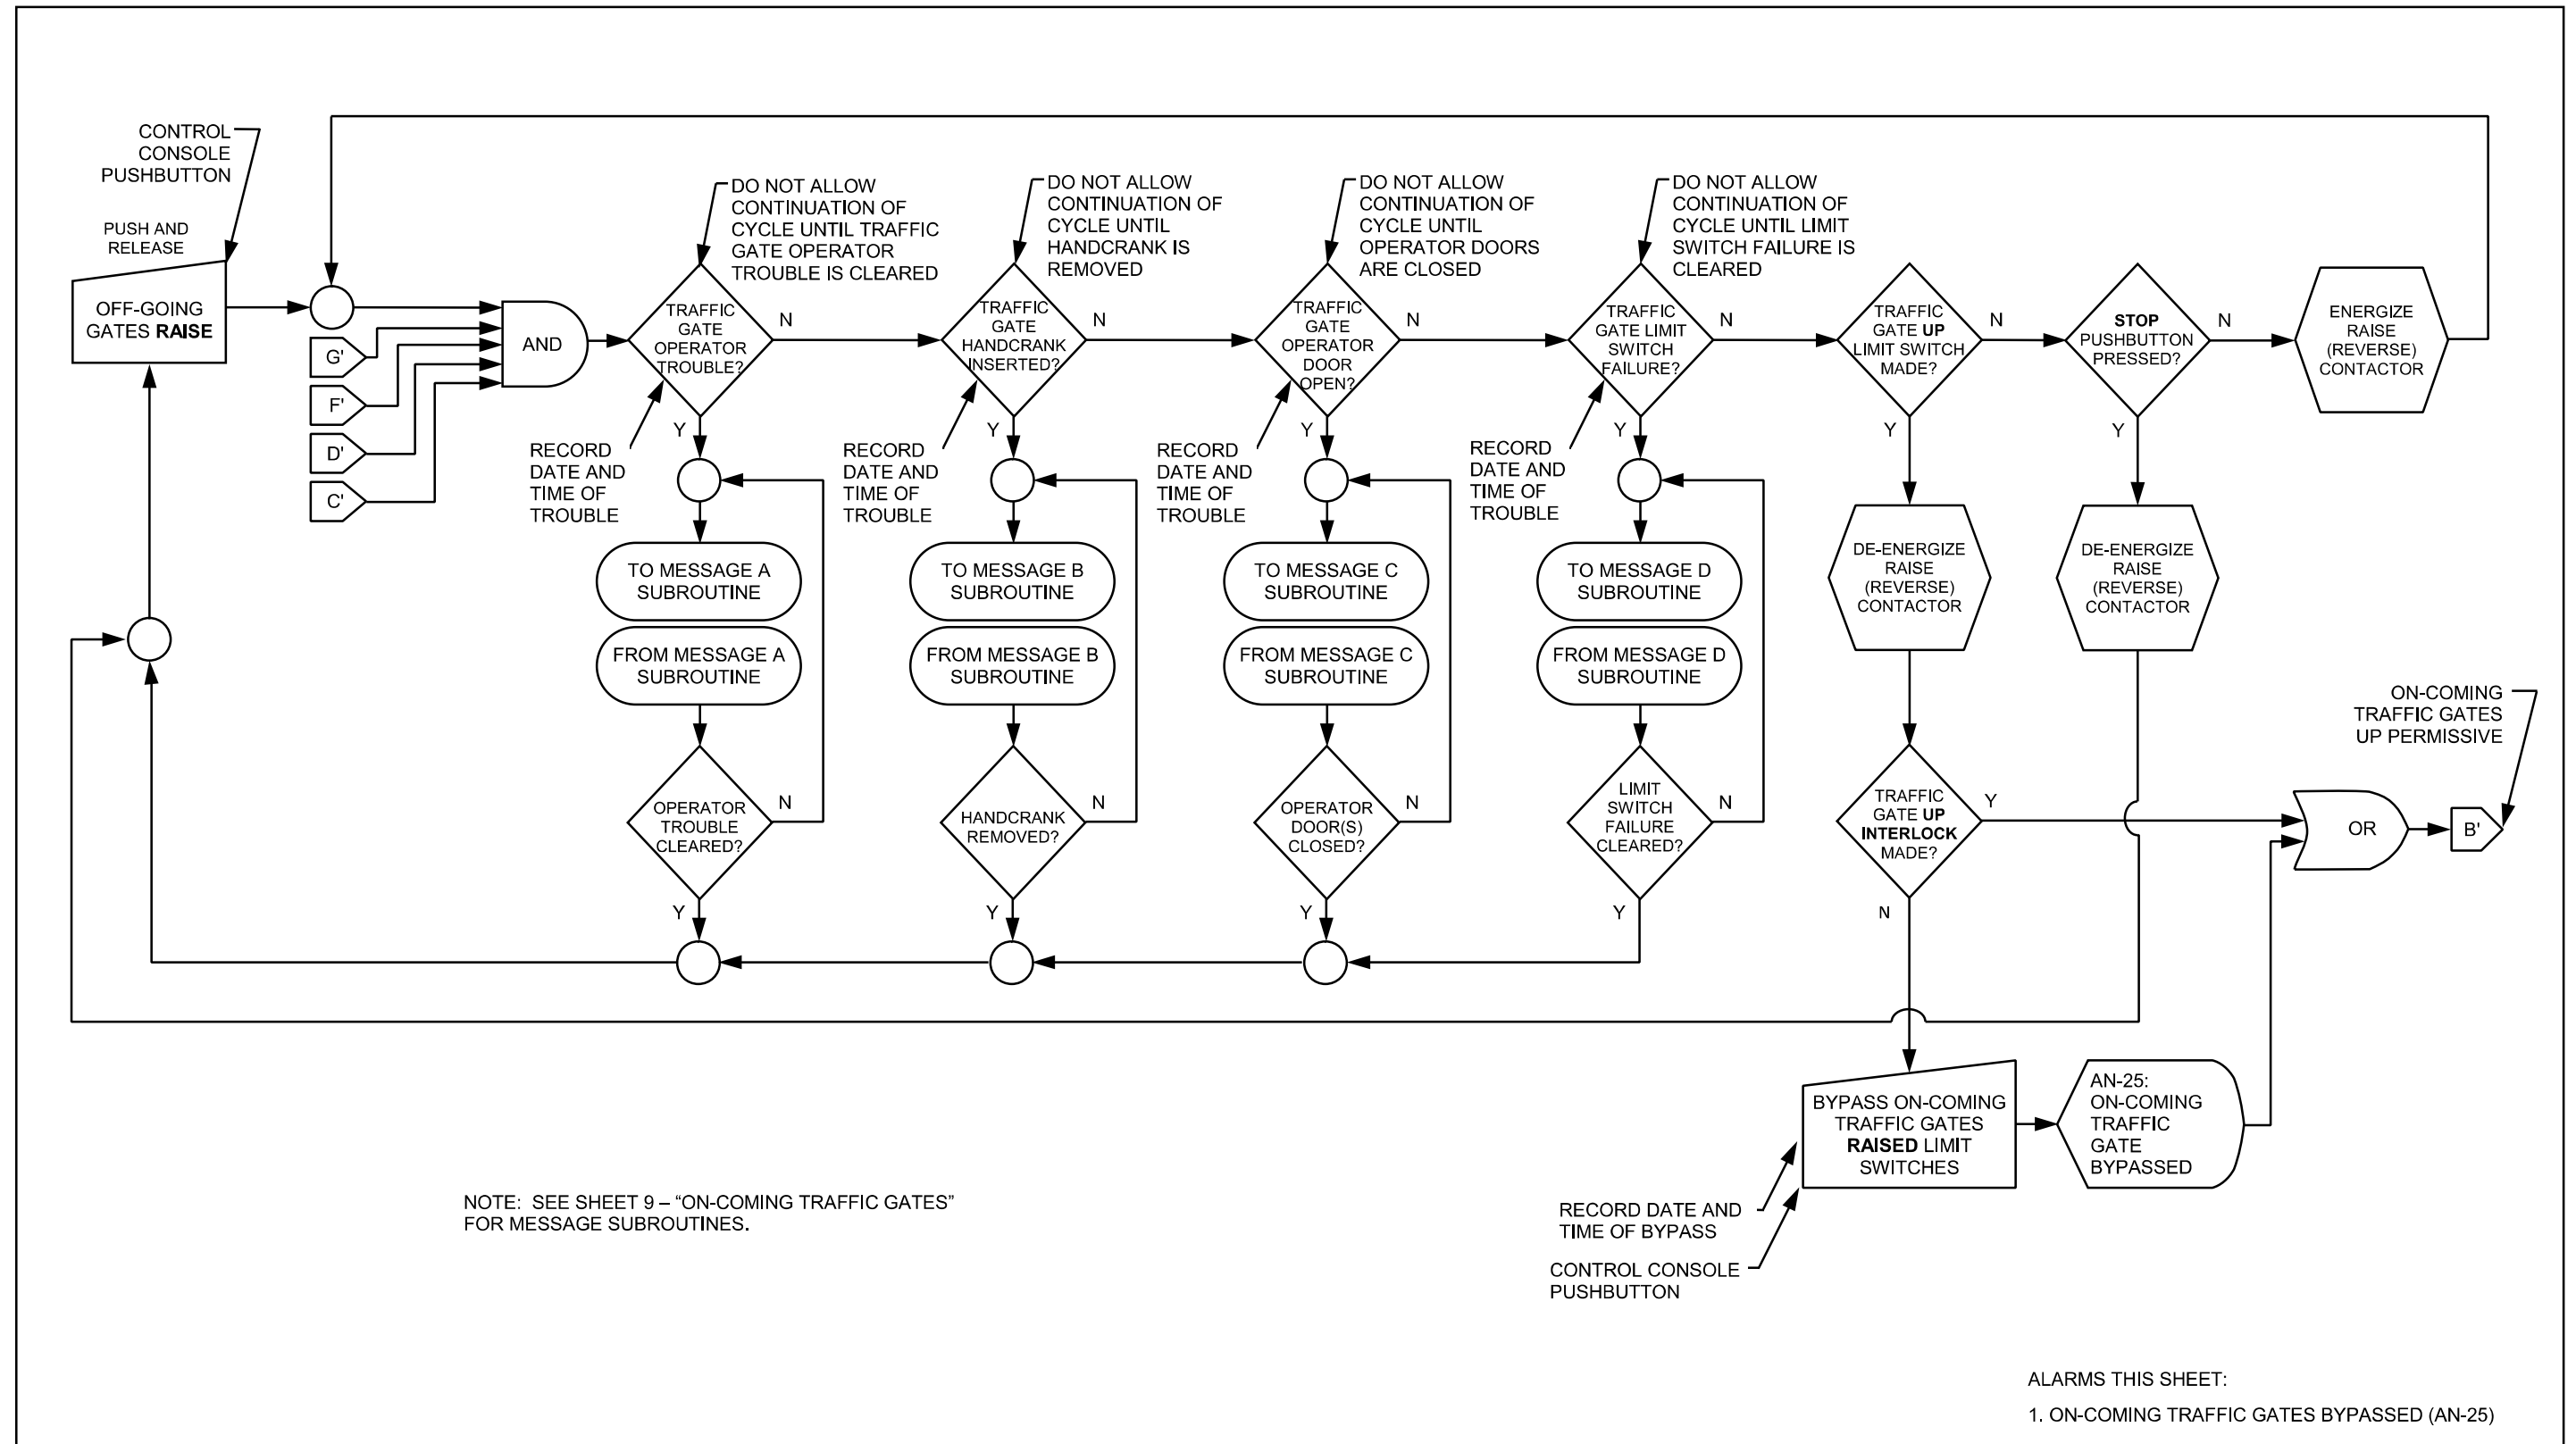 CONTROL
CONSOLE
PUSHBUTTON
PUSH AND
RELEASE
OFF-GOING
GATES RAISE
G'
F'
D'
C'
AND
DO NOT ALLOW
CONTINUATION OF
CYCLE UNTIL TRAFFIC
GATE OPERATOR
TROUBLE IS CLEARED
TRAFFIC
GATE
OPERATOR
TROUBLE?
N
Y
RECORD
DATE AND
TIME OF
TROUBLE
TO MESSAGE A
SUBROUTINE
FROM MESSAGE A
SUBROUTINE
OPERATOR
TROUBLE
CLEARED?
N
Y
DO NOT ALLOW
CONTINUATION OF
CYCLE UNTIL
HANDCRANK IS
REMOVED
TRAFFIC
GATE
HANDCRANK
INSERTED?
N
Y
RECORD
DATE AND
TIME OF
TROUBLE
TO MESSAGE B
SUBROUTINE
FROM MESSAGE B
SUBROUTINE
HANDCRANK
REMOVED?
N
Y
DO NOT ALLOW
CONTINUATION OF
CYCLE UNTIL
OPERATOR DOORS
ARE CLOSED
TRAFFIC
GATE
OPERATOR
DOOR
OPEN?
N
Y
RECORD
DATE AND
TIME OF
TROUBLE
TO MESSAGE C
SUBROUTINE
FROM MESSAGE C
SUBROUTINE
OPERATOR
DOOR(S)
CLOSED?
N
Y
DO NOT ALLOW
CONTINUATION OF
CYCLE UNTIL LIMIT
SWITCH FAILURE IS
CLEARED
TRAFFIC
GATE LIMIT
SWITCH
FAILURE?
N
Y
RECORD
DATE AND
TIME OF
TROUBLE
TO MESSAGE D
SUBROUTINE
FROM MESSAGE D
SUBROUTINE
LIMIT
SWITCH
FAILURE
CLEARED?
N
Y
TRAFFIC
GATE UP
LIMIT SWITCH
MADE?
N
Y
DE-ENERGIZE
RAISE
(REVERSE)
CONTACTOR
TRAFFIC
GATE UP
INTERLOCK
MADE?
Y
N
STOP
PUSHBUTTON
PRESSED?
N
Y
DE-ENERGIZE
RAISE
(REVERSE)
CONTACTOR
ENERGIZE
RAISE
(REVERSE)
CONTACTOR
ON-COMING
TRAFFIC GATES
UP PERMISSIVE
OR
B'
BYPASS ON-COMING
TRAFFIC GATES
RAISED LIMIT
SWITCHES
AN-25:
ON-COMING
TRAFFIC
GATE
BYPASSED
RECORD DATE AND
TIME OF BYPASS
CONTROL CONSOLE
PUSHBUTTON
NOTE: SEE SHEET 9 – “ON-COMING TRAFFIC GATES”
FOR MESSAGE SUBROUTINES.
ALARMS THIS SHEET:
1. ON-COMING TRAFFIC GATES BYPASSED (AN-25)